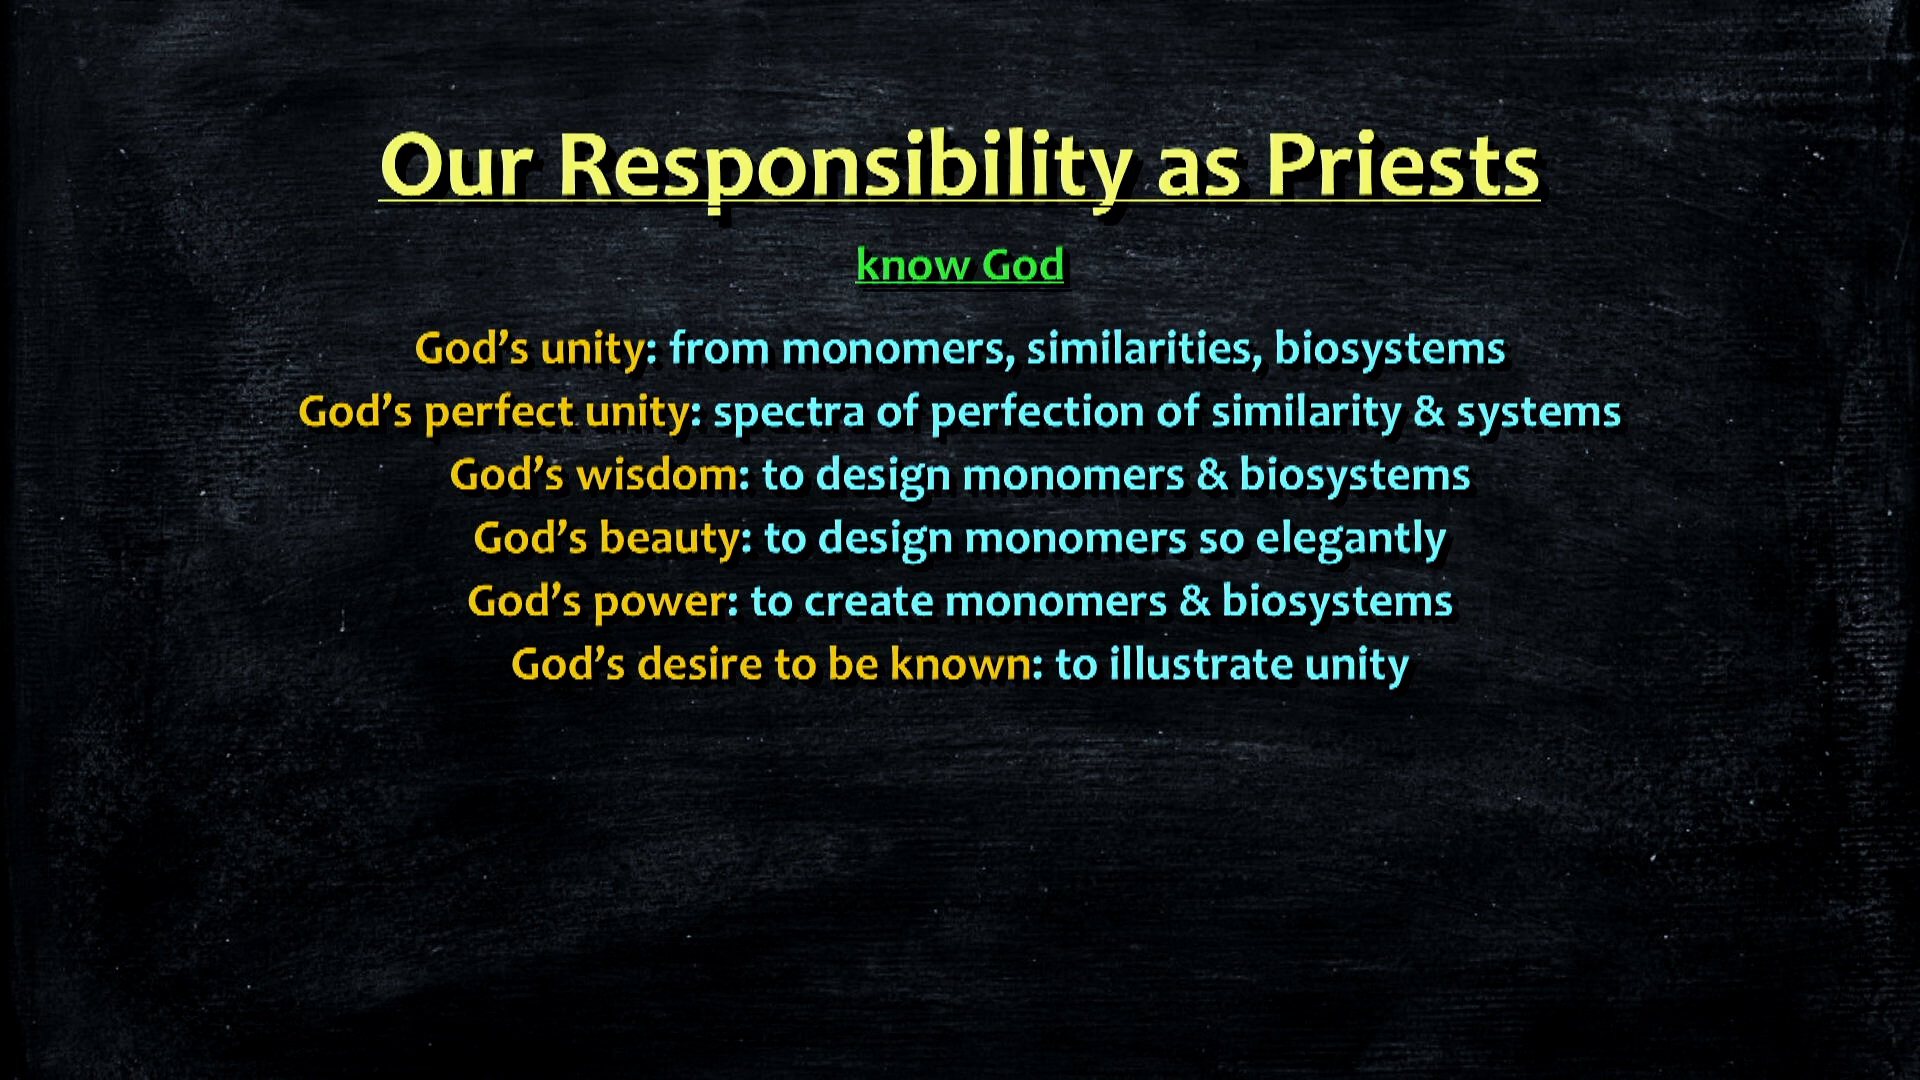 Our Responsibility as Priests
know God
God’s unity: from monomers, similarities, biosystems
God’s perfect unity: spectra of perfection of similarity & systems
God’s wisdom: to design monomers & biosystems
God’s beauty: to design monomers so elegantly
God’s power: to create monomers & biosystems
God’s desire to be known: to illustrate unity